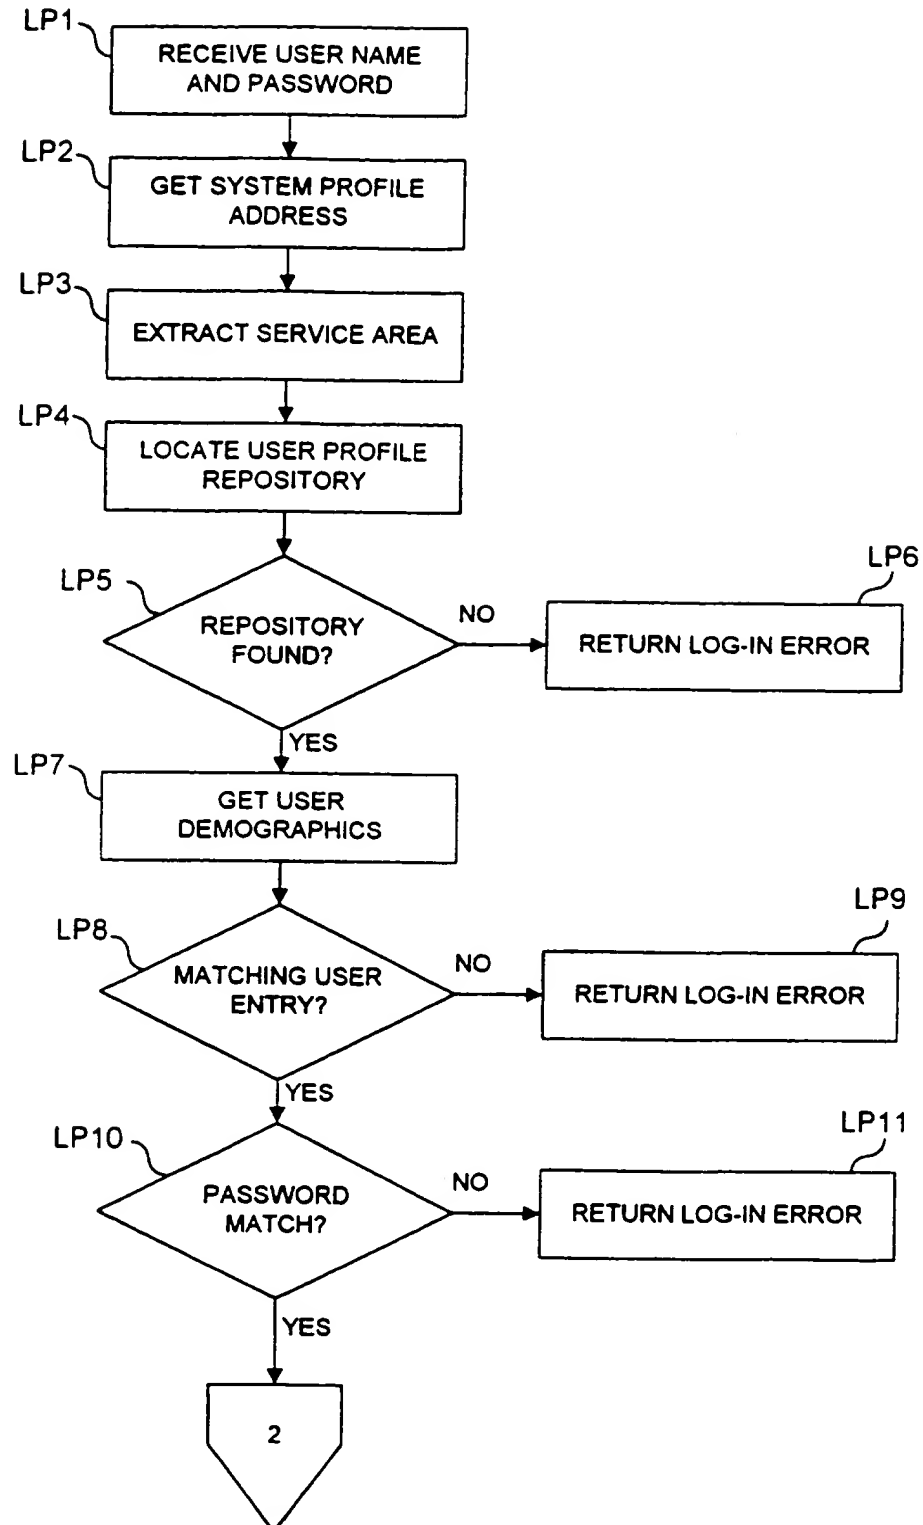 LP1
RECEIVE USER NAME
AND PASSWORD
LP2
GET SYSTEM PROFILE
ADDRESS
LP3
EXTRACT SERVICE AREA
LP4
LOCATE USER PROFILE
REPOSITORY
LP5
REPOSITORY
FOUND?
NO
LP6
RETURN LOG-IN ERROR
YES
LP7
GET USER
DEMOGRAPHICS
LP8
MATCHING USER
ENTRY?
NO
LP9
RETURN LOG-IN ERROR
YES
LP10
PASSWORD
MATCH?
NO
LP11
RETURN LOG-IN ERROR
YES
2